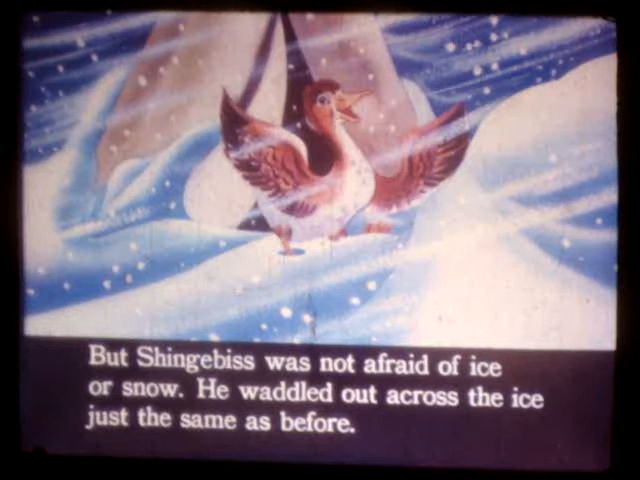 But Shingebiss was not afraid of ice
or snow. He waddled out across the ice
just the same as before.